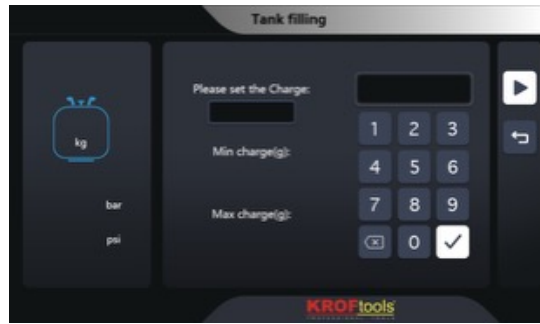 Tank filling
kg
bar
psi
Please set the Charge:
Min charge(g):
Max charge(g):
1 2 3
4 5 6
7 8 9
0
KROFtools